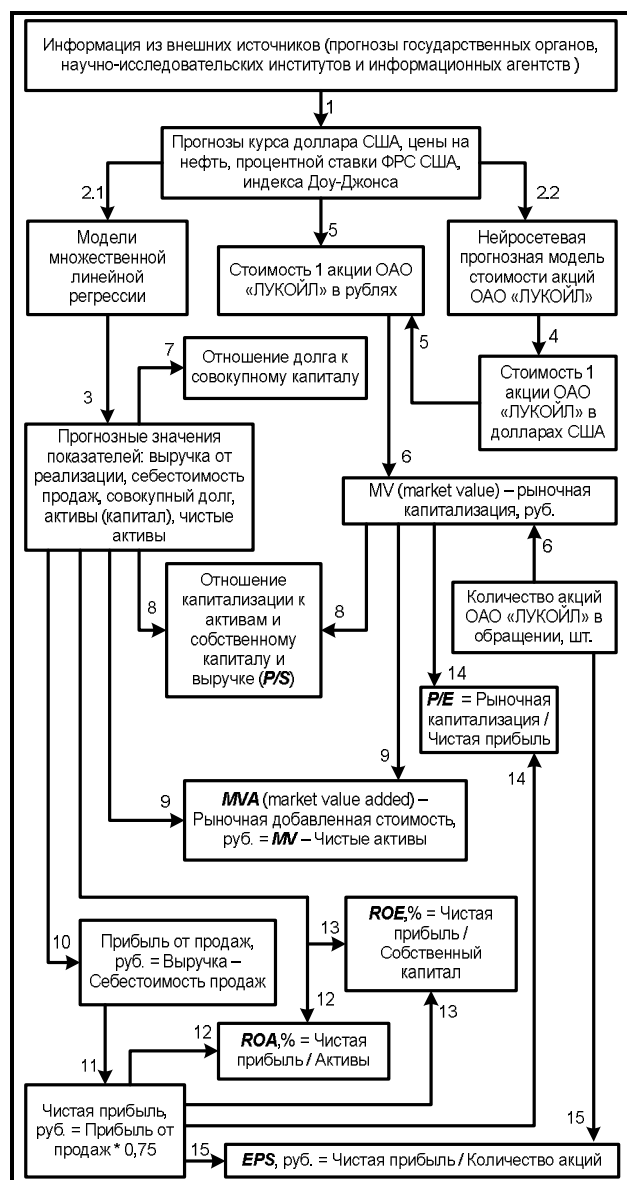 Информация из внешних источников (прогнозы государственных органов,
научно-исследовательских институтов и информационных агентств )
1
Прогнозы курса доллара США, цены на
нефть, процентной ставки ФРС США,
индекса Доу-Джонса
2.1
2.2
5
Модели
множественной
линейной
регрессии
Стоимость 1 акции ОАО
«ЛУКОЙЛ» в рублях
Нейросетевая
прогнозная модель
стоимости акций
ОАО «ЛУКОЙЛ»
4
5
7
Отношение долга к
совокупному капиталу
Стоимость 1
акции ОАО
«ЛУКОЙЛ» в
долларах США
3
Прогнозные значения
показателей: выручка от
реализации, себестоимость
продаж, совокупный долг,
активы (капитал), чистые
активы
6
MV (market value) – рыночная
капитализация, руб.
6
8
Отношение
капитализации к
активам и
собственному
капиталу и
выручке (P/S)
8
Количество акций
ОАО «ЛУКОЙЛ» в
обращении, шт.
14
P/E = Рыночная
капитализация /
Чистая прибыль
14
9
9
MVA (market value added) –
Рыночная добавленная стоимость,
руб. = MV – Чистые активы
10
Прибыль от продаж,
руб. = Выручка –
Себестоимость продаж
13
ROE,% = Чистая
прибыль /
Собственный
капитал
13
12
12
ROA,% = Чистая
прибыль / Активы
11
Чистая прибыль,
руб. = Прибыль от
продаж * 0,75
15
15
EPS, руб. = Чистая прибыль / Количество акций